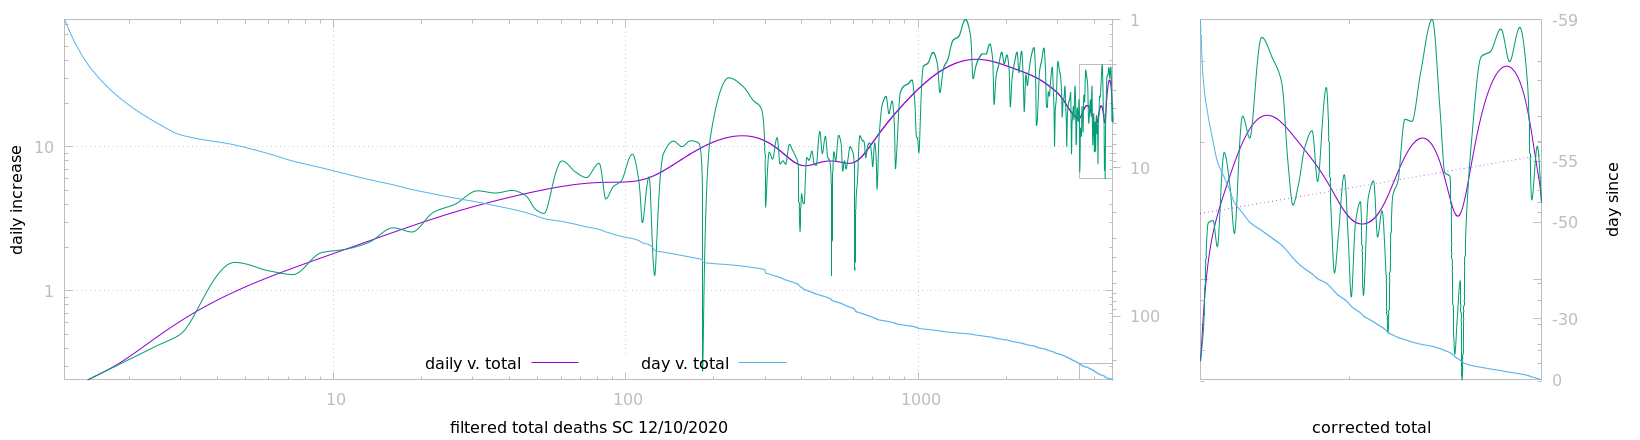 1
-59
10
10
-55
daily increase
-50
day since
1
100
-30
daily v. total
day v. total
0
10
100
1000
filtered total deaths SC 12/10/2020
corrected total